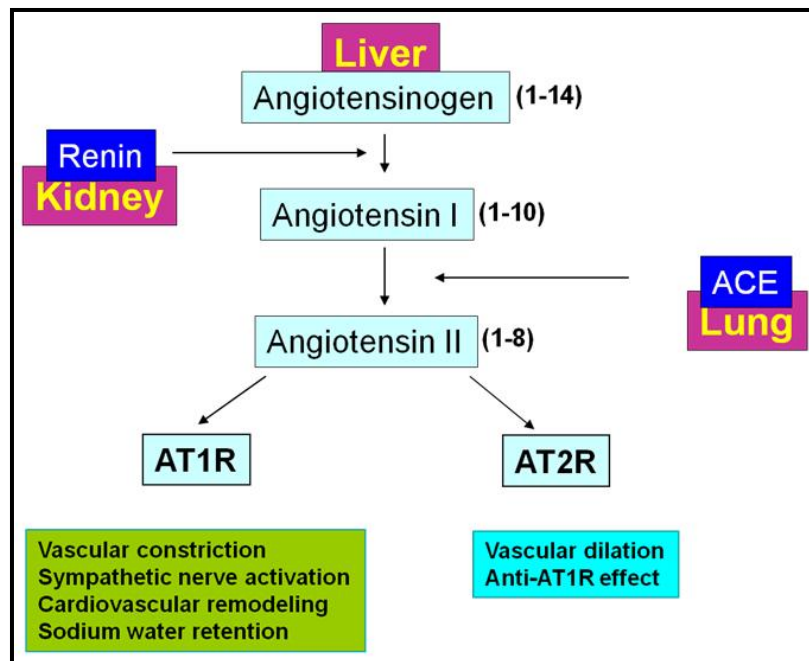 Liver
Angiotensinogen (1-14)
Renin
Kidney
Angiotensin I (1-10)
ACE
Lung
Angiotensin II (1-8)
AT1R
AT2R
Vascular constriction
Sympathetic nerve activation
Cardiovascular remodeling
Sodium water retention
Vascular dilation
Anti-AT1R effect